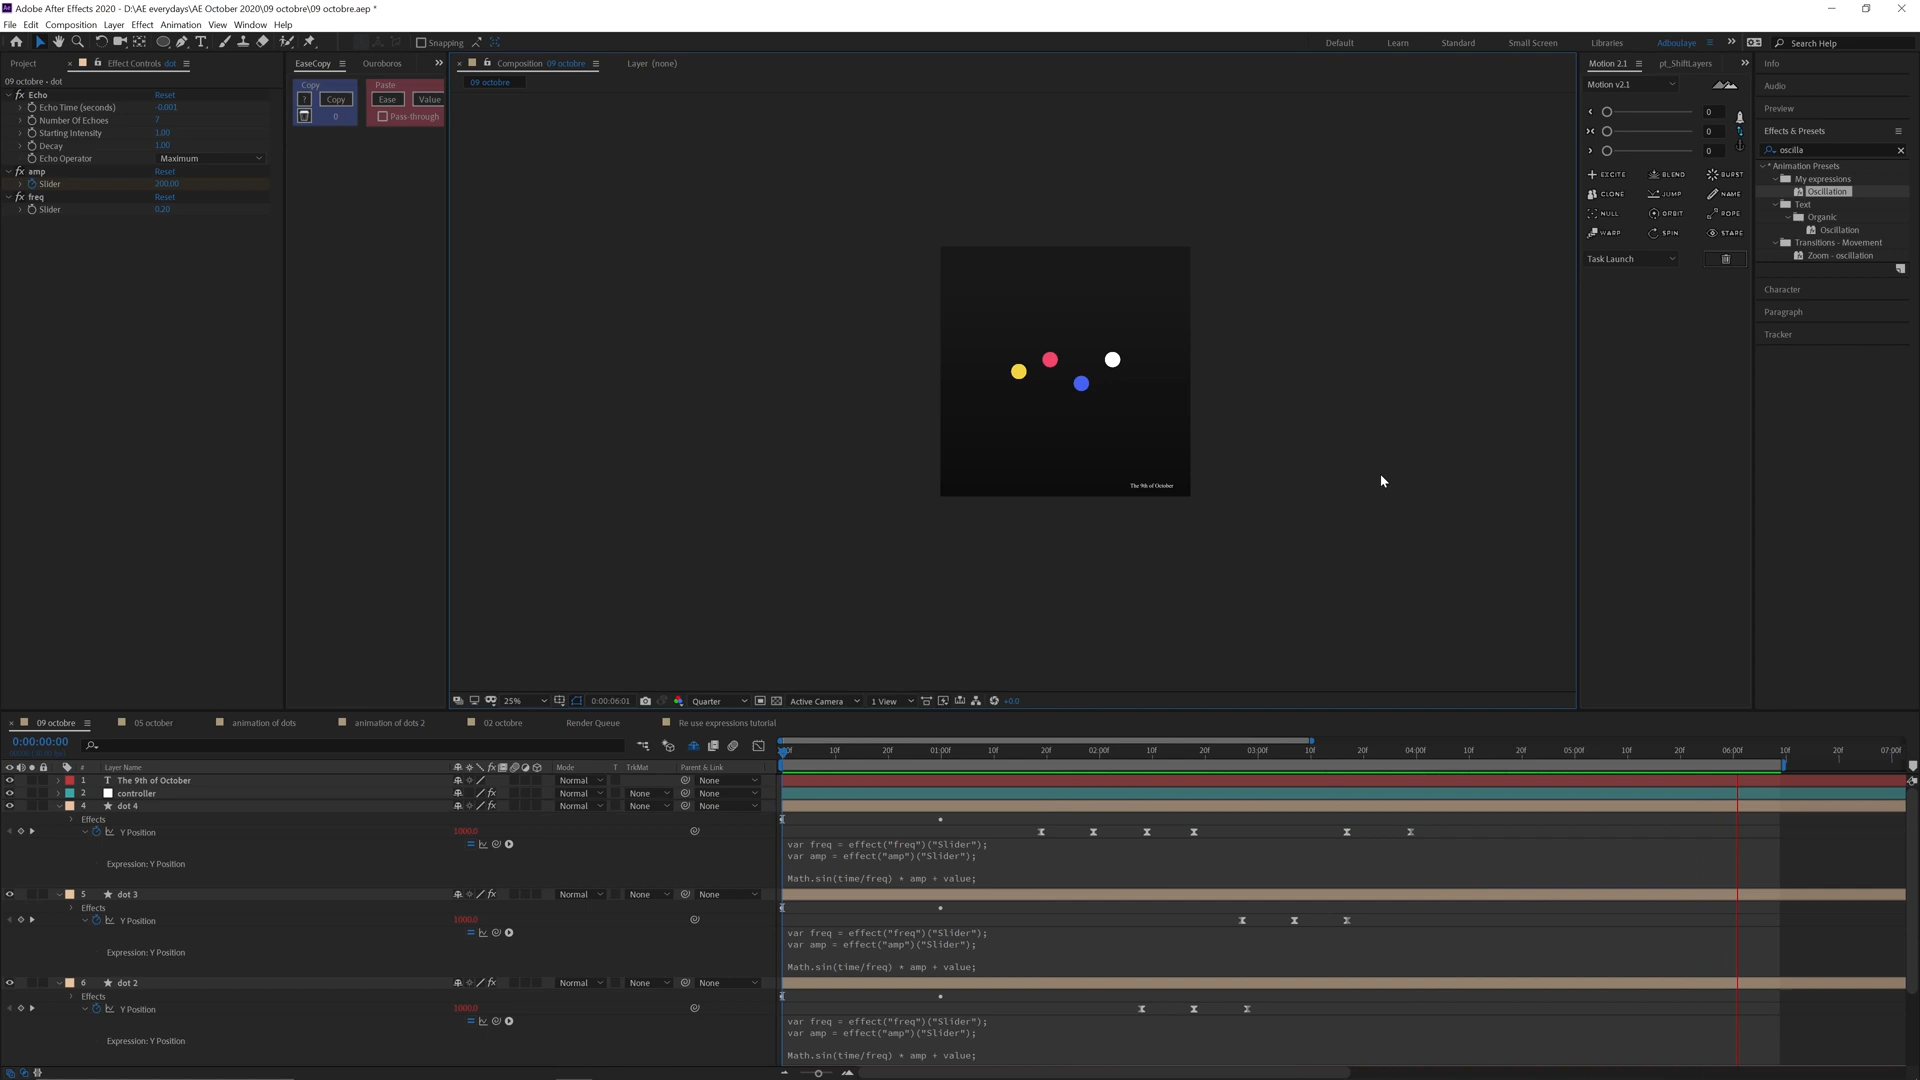 Adobe After Effects 2020 - D:\AE everydays\AE October 2020\09 octobre\09 octobre.aep *
File Edit Composition Layer Effect Animation View Window Help
Snapping Default Learn Standard Small Screen Libraries Adboulaye Search Help
Project Effect Controls dot
09 octobre • dot
Echo Reset
Echo Time (seconds) -0.001
Number Of Echoes 7
Starting Intensity 1.00
Decay 1.00
Echo Operator Maximum
amp Reset
Slider 200.00
freq Reset
Slider 0.20
EaseCopy Ouroboros
Copy Paste
? Copy Ease Value
0 Pass-through
Composition 09 octobre Layer (none)
09 octobre
The 9th of October
25% 0:00:06:01 Quarter Active Camera 1 View +0.0
Motion 2.1 pt_ShiftLayers
Motion v2.1
0
0
0
EXCITE BLEND BURST
CLONE JUMP NAME
NULL ORBIT ROPE
WARP SPIN STARE
Task Launch
Info
Audio
Preview
Effects & Presets
oscilla
* Animation Presets
My expressions
Oscillation
Text
Organic
Oscillation
Transitions - Movement
Zoom - oscillation
Character
Paragraph
Tracker
09 octobre 05 octobre animation of dots animation of dots 2 02 octobre Render Queue Re use expressions tutorial
0:00:00:00
10f 20f 01:00f 10f 20f 02:00f 10f 20f 03:00f 10f 20f 04:00f 10f 20f 05:00f 10f 20f 06:00f 10f 20f 07:00f
# Layer Name Mode T TrkMat Parent & Link
1 T The 9th of October Normal None
2 controller Normal None None
4 dot 4 Normal None None
Effects
Y Position 1000.0
Expression: Y Position
var freq = effect("freq")("Slider");
var amp = effect("amp")("Slider");
Math.sin(time/freq) * amp + value;
5 dot 3 Normal None None
Effects
Y Position 1000.0
Expression: Y Position
var freq = effect("freq")("Slider");
var amp = effect("amp")("Slider");
Math.sin(time/freq) * amp + value;
6 dot 2 Normal None None
Effects
Y Position 1000.0
Expression: Y Position
var freq = effect("freq")("Slider");
var amp = effect("amp")("Slider");
Math.sin(time/freq) * amp + value;